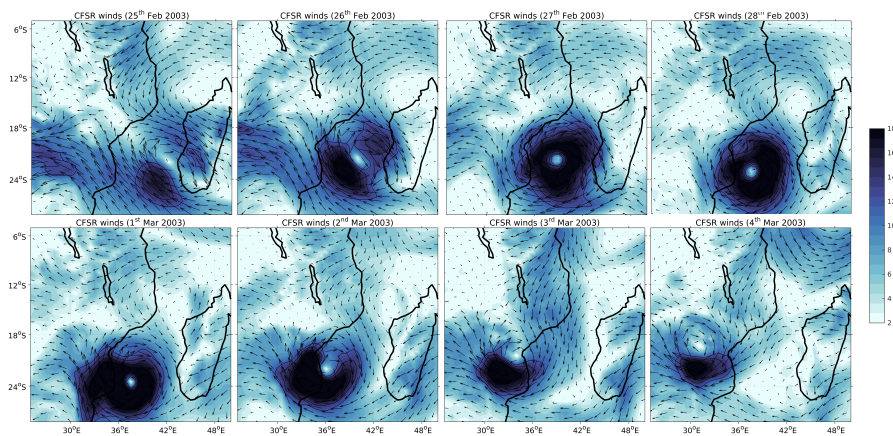 CFSR winds (25th Feb 2003)
CFSR winds (26th Feb 2003)
CFSR winds (27th Feb 2003)
CFSR winds (28th Feb 2003)
6°S
12°S
18°S
24°S
CFSR winds (1st Mar 2003)
CFSR winds (2nd Mar 2003)
CFSR winds (3rd Mar 2003)
CFSR winds (4th Mar 2003)
6°S
12°S
18°S
24°S
30°E 36°E 42°E 48°E
30°E 36°E 42°E 48°E
30°E 36°E 42°E 48°E
30°E 36°E 42°E 48°E
18
16
14
12
10
8
6
4
2